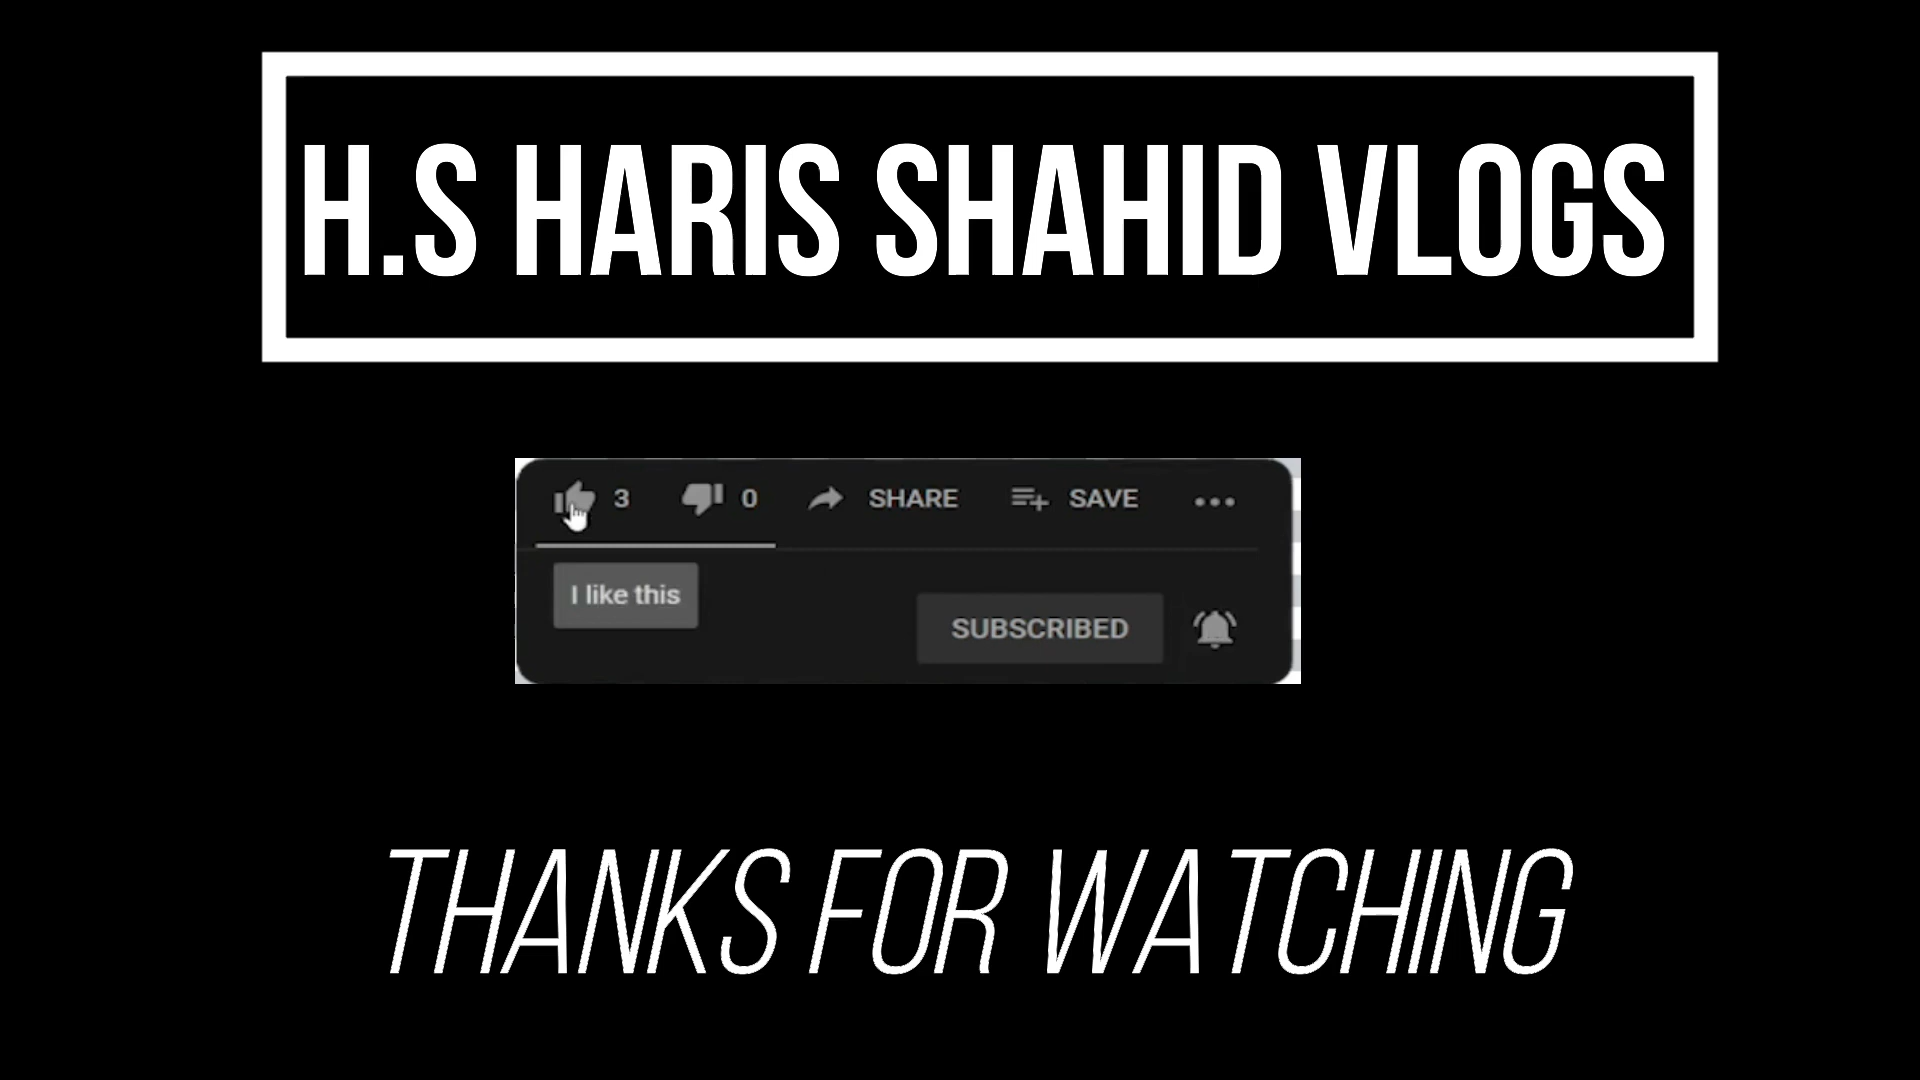 H.S HARIS SHAHID VLOGS
3 0 SHARE SAVE
I like this
SUBSCRIBED
THANKS FOR WATCHING